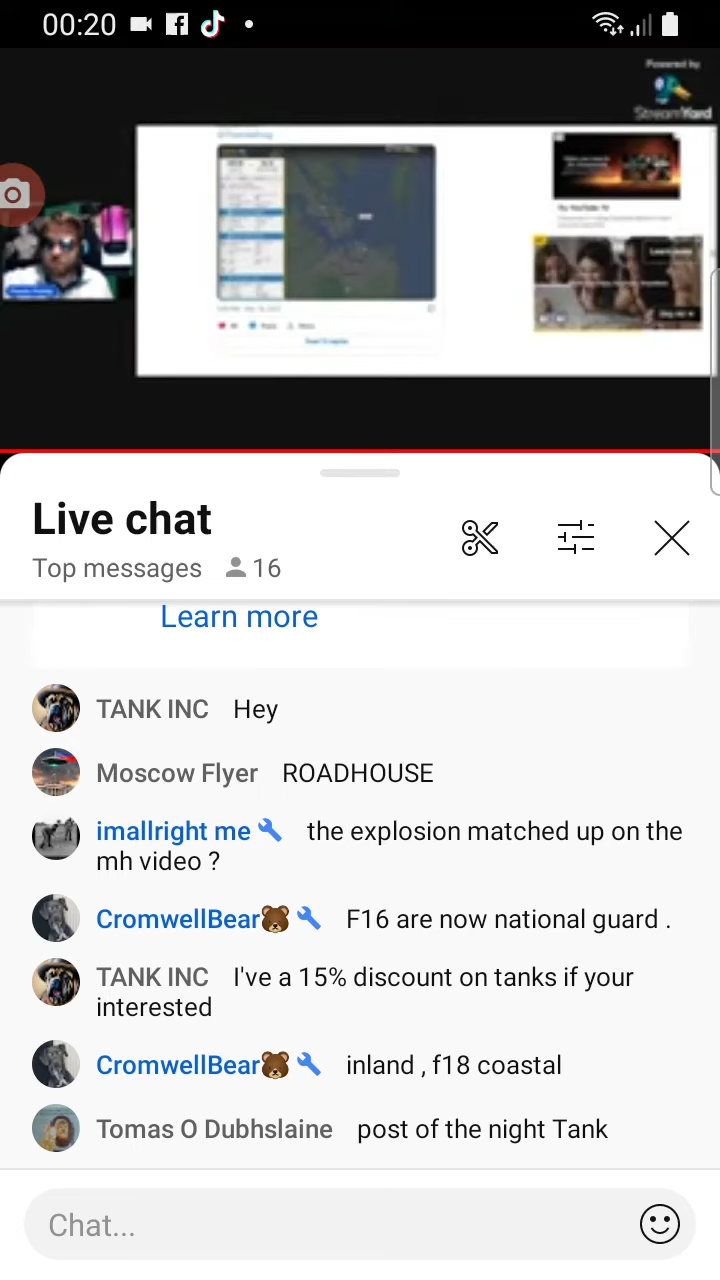 00:20
Powered by
StreamYard
Live chat
Top messages 16
Learn more
TANK INC Hey
Moscow Flyer ROADHOUSE
imallright me the explosion matched up on the
mh video ?
CromwellBear🐻 F16 are now national guard .
TANK INC I've a 15% discount on tanks if your
interested
CromwellBear🐻 inland , f18 coastal
Tomas O Dubhslaine post of the night Tank
Chat...